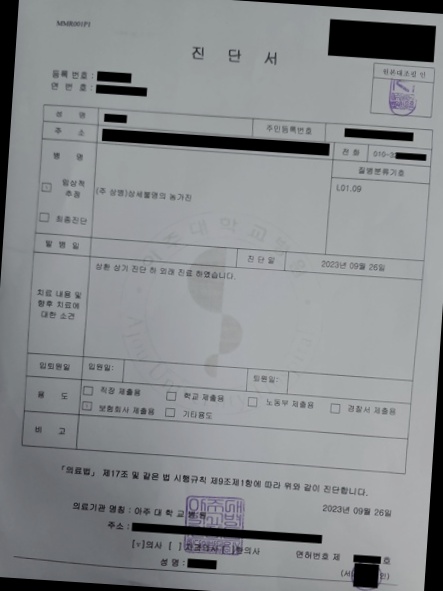 진 단 서
원본대조필 인
등록 번호 :
연 번 호 :
성 명
주민등록번호
주 소
전 화 010-3
병 명
질병분류기호
임상적 추정
(주 상병)상세불명의 농가진
L01.09
최종진단
발 병 일
진 단 일
2023년 09월 26일
치료 내용 및
향후 치료에
대한 소견
상환 상기 진단 하 외래 진료 하였습니다.
입퇴원일
입원일:
퇴원일:
용 도
직장 제출용
학교 제출용
노동부 제출용
경찰서 제출용
보험회사 제출용
기타용도
비 고
「의료법」 제17조 및 같은 법 시행규칙 제9조제1항에 따라 위와 같이 진단합니다.
2023년 09월 26일
의료기관 명칭 : 아주 대 학 교 병 원
주소 :
[v]의사 [ ]치과의사 [ ]한의사
면허번호 제 호
성 명 :
(서 인)